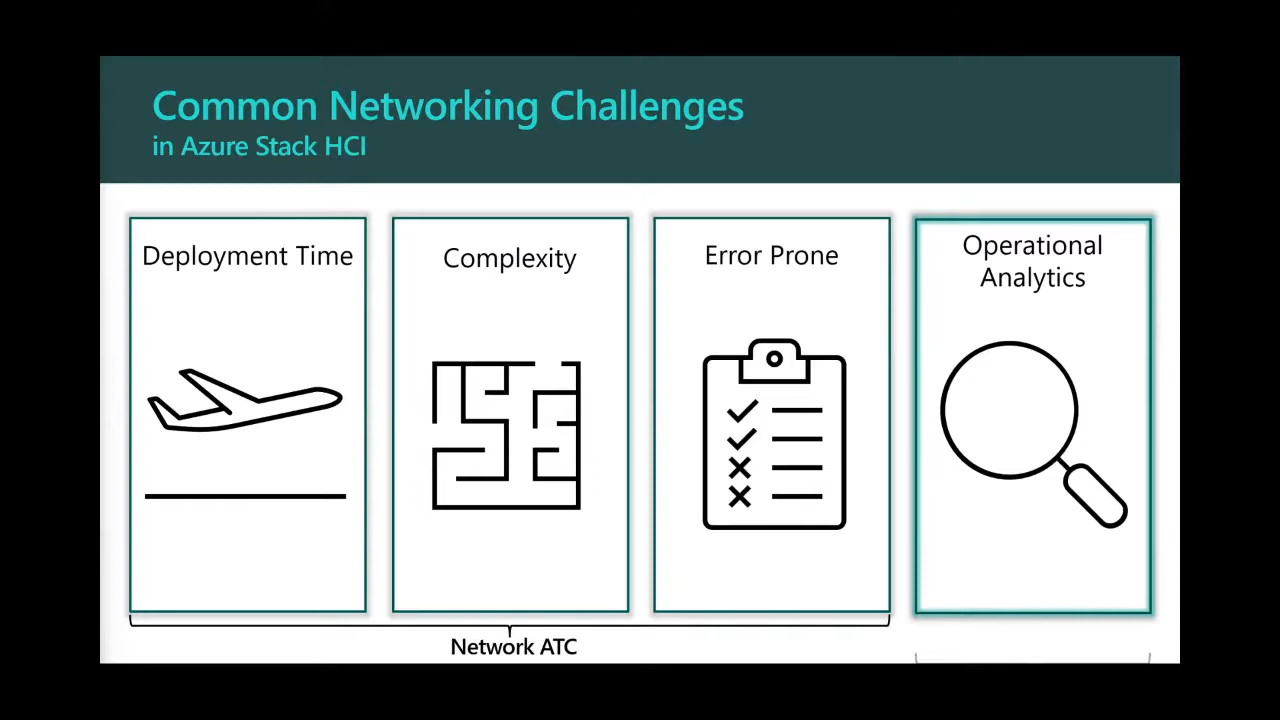 Common Networking Challenges
in Azure Stack HCI
Deployment Time
Complexity
Error Prone
Operational
Analytics
Network ATC